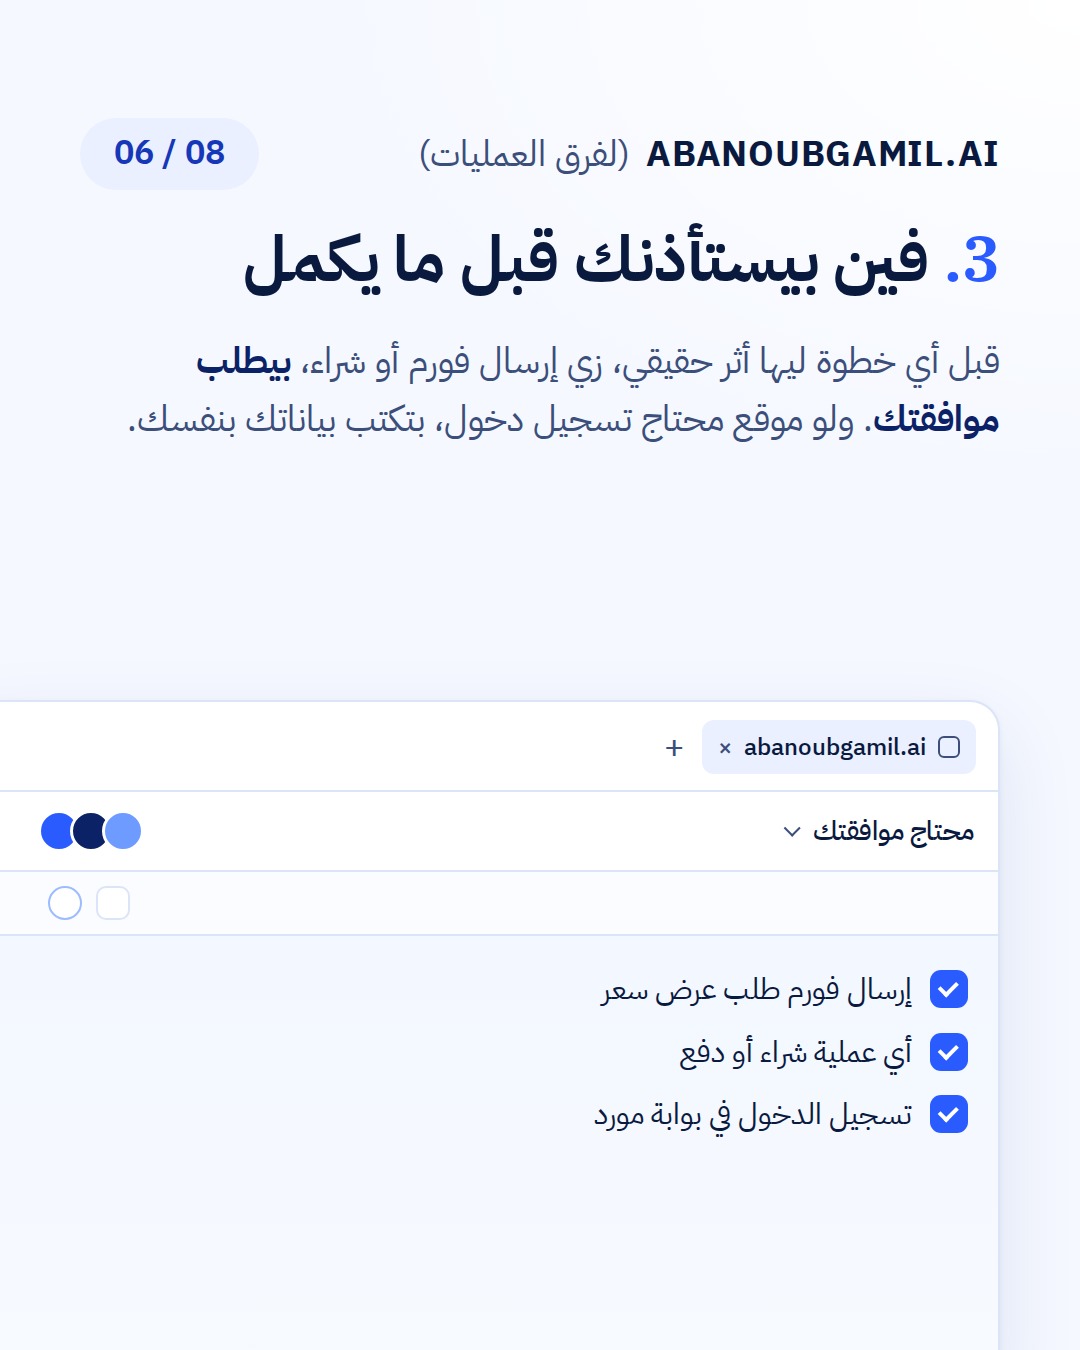 ABANOUBGAMIL.AI (لفرق العمليات)
06 / 08
3. فين بيستأذنك قبل ما يكمل
قبل أي خطوة ليها أثر حقيقي، زي إرسال فورم أو شراء، بيطلب
موافقتك. ولو موقع محتاج تسجيل دخول، بتكتب بياناتك بنفسك.
abanoubgamil.ai × +
محتاج موافقتك
إرسال فورم طلب عرض سعر
أي عملية شراء أو دفع
تسجيل الدخول في بوابة مورد